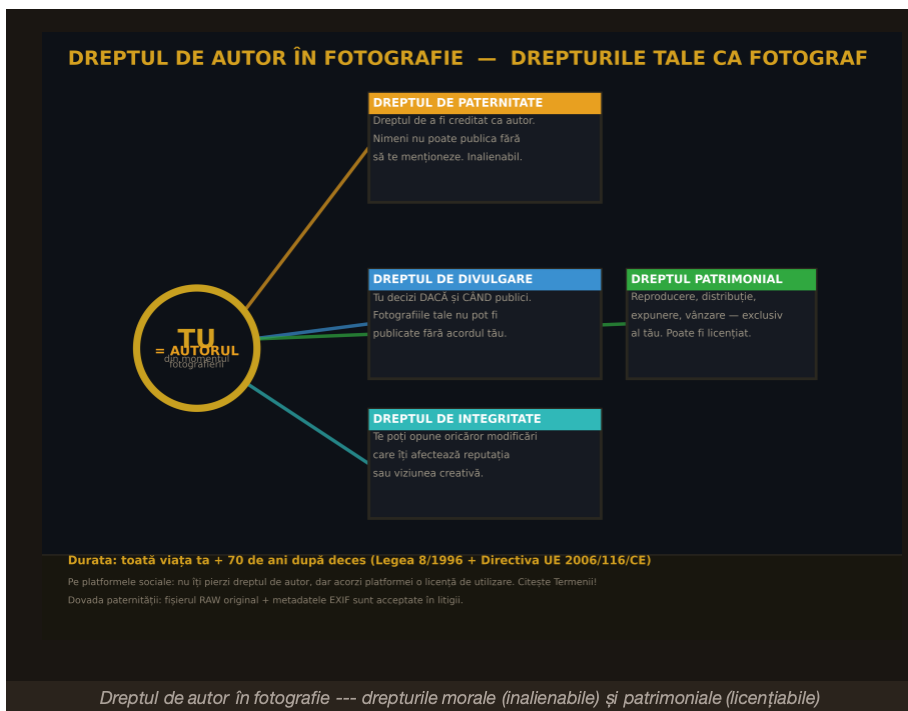 DREPTUL DE AUTOR ÎN FOTOGRAFIE — DREPTURILE TALE CA FOTOGRAF
DREPTUL DE PATERNITATE
Dreptul de a fi creditat ca autor.
Nimeni nu poate publica fără
să te menționeze. Inalienabil.
DREPTUL DE DIVULGARE
Tu decizi DACĂ și CÂND publici.
Fotografiile tale nu pot fi
publicate fără acordul tău.
DREPTUL PATRIMONIAL
Reproducere, distribuție,
expunere, vânzare — exclusiv
al tău. Poate fi licențiat.
TU
= AUTORUL
din momentul
fotografierii
DREPTUL DE INTEGRITATE
Te poți opune oricăror modificări
care îți afectează reputația
sau viziunea creativă.
Durata: toată viața ta + 70 de ani după deces (Legea 8/1996 + Directiva UE 2006/116/CE)
Pe platformele sociale: nu îți pierzi dreptul de autor, dar acorzi platformei o licență de utilizare. Citește Termenii!
Dovada paternității: fișierul RAW original + metadatele EXIF sunt acceptate în litigii.
Dreptul de autor în fotografie --- drepturile morale (inalienabile) și patrimoniale (licențiabile)